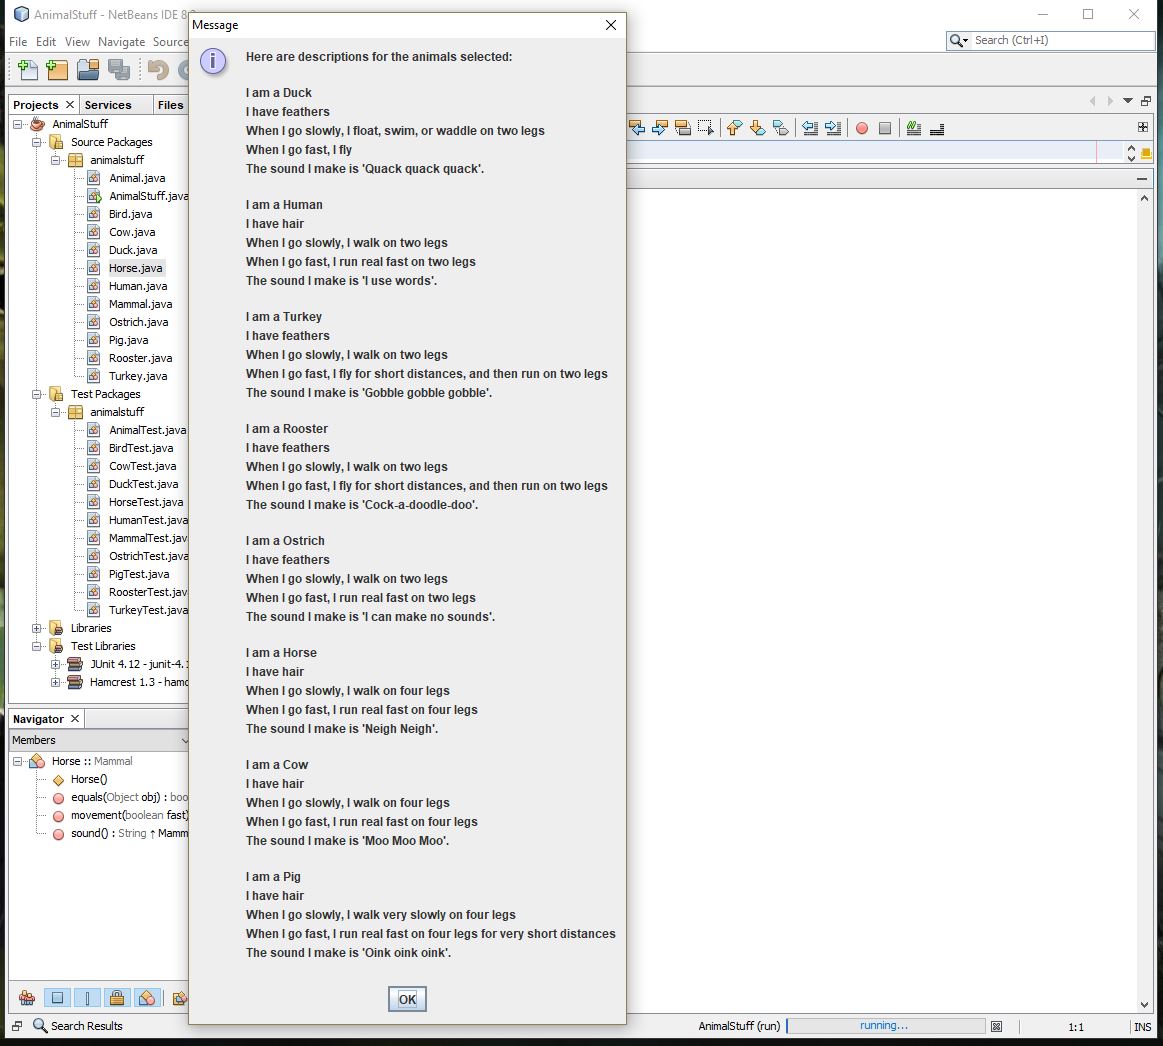 AnimalStuff - NetBeans IDE
Message
File Edit View Navigate Source
Search (Ctrl+I)
Projects
Services
Files
AnimalStuff
Source Packages
animalstuff
Animal.java
AnimalStuff.java
Bird.java
Cow.java
Duck.java
Horse.java
Human.java
Mammal.java
Ostrich.java
Pig.java
Rooster.java
Turkey.java
Test Packages
animalstuff
AnimalTest.java
BirdTest.java
CowTest.java
DuckTest.java
HorseTest.java
HumanTest.java
MammalTest.jav
OstrichTest.java
PigTest.java
RoosterTest.jav
TurkeyTest.java
Libraries
Test Libraries
JUnit 4.12 - junit-4.1
Hamcrest 1.3 - hamc
Navigator
Members
Horse :: Mammal
Horse()
equals(Object obj) : boo
movement(boolean fast)
sound() : String ↑ Mamm
Search Results
Here are descriptions for the animals selected:
I am a Duck
I have feathers
When I go slowly, I float, swim, or waddle on two legs
When I go fast, I fly
The sound I make is 'Quack quack quack'.
I am a Human
I have hair
When I go slowly, I walk on two legs
When I go fast, I run real fast on two legs
The sound I make is 'I use words'.
I am a Turkey
I have feathers
When I go slowly, I walk on two legs
When I go fast, I fly for short distances, and then run on two legs
The sound I make is 'Gobble gobble gobble'.
I am a Rooster
I have feathers
When I go slowly, I walk on two legs
When I go fast, I fly for short distances, and then run on two legs
The sound I make is 'Cock-a-doodle-doo'.
I am a Ostrich
I have feathers
When I go slowly, I walk on two legs
When I go fast, I run real fast on two legs
The sound I make is 'I can make no sounds'.
I am a Horse
I have hair
When I go slowly, I walk on four legs
When I go fast, I run real fast on four legs
The sound I make is 'Neigh Neigh'.
I am a Cow
I have hair
When I go slowly, I walk on four legs
When I go fast, I run real fast on four legs
The sound I make is 'Moo Moo Moo'.
I am a Pig
I have hair
When I go slowly, I walk very slowly on four legs
When I go fast, I run real fast on four legs for very short distances
The sound I make is 'Oink oink oink'.
OK
AnimalStuff (run)
running...
1:1
INS